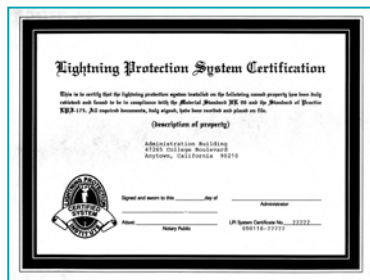 Lightning Protection System Certification
This is to certify that the lightning protection system installed on the following named property has been duly
reviewed and found to be in compliance with the Material Standard and the Standard of Practice
LPI-175. All required documents, duly signed, have been received and placed on file.
(description of property)
Administration Building
47265 College Boulevard
Anytown, California 90210
LIGHTNING PROTECTION
CERTIFIED
SYSTEM
INSTITUTE
Signed and sworn to this day of
Administrator
Attest:
Notary Public
LPI System Certificate No. ?????
000110-?????